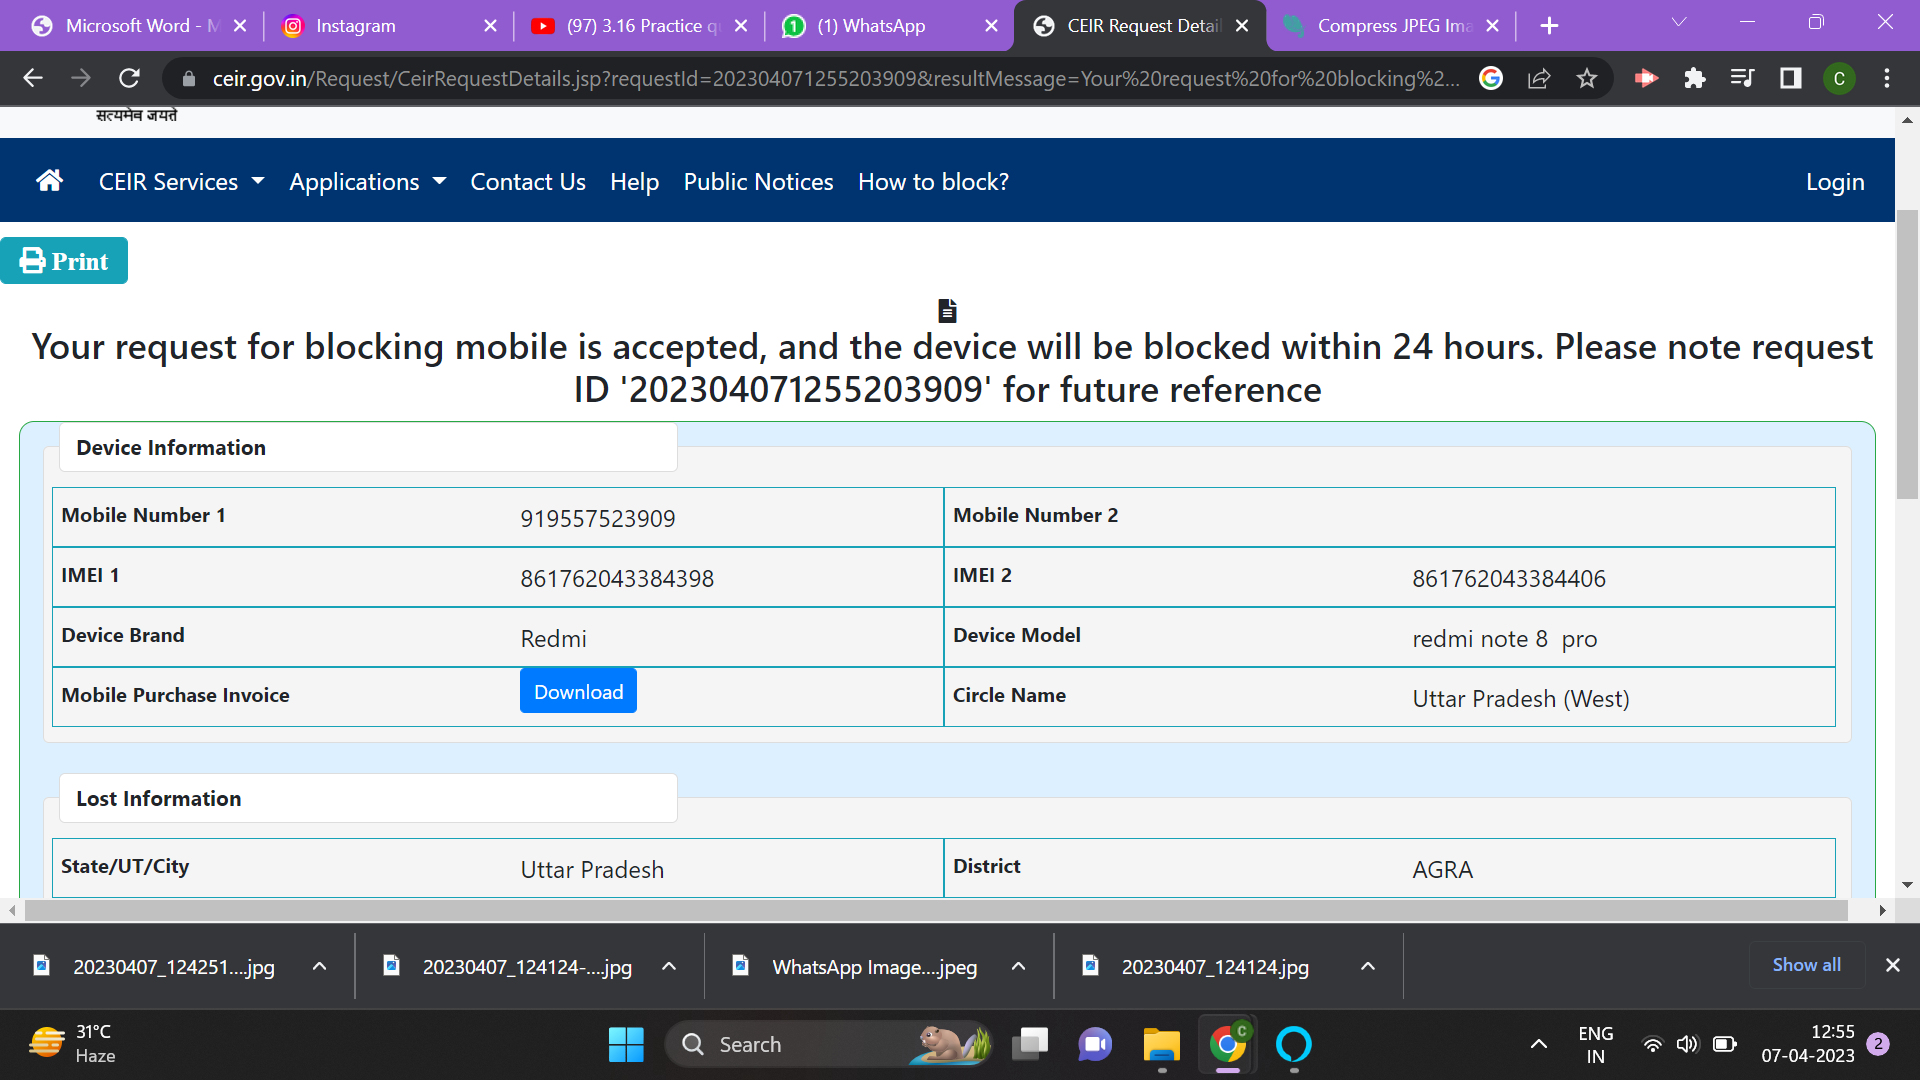 Microsoft Word - M
Instagram
(97) 3.16 Practice q
(1) WhatsApp
CEIR Request Detail
Compress JPEG Ima
ceir.gov.in/Request/CeirRequestDetails.jsp?requestId=202304071255203909&resultMessage=Your%20request%20for%20blocking%2...
C
सत्यमेव जयते
CEIR Services Applications Contact Us Help Public Notices How to block? Login
Print
Your request for blocking mobile is accepted, and the device will be blocked within 24 hours. Please note request
ID '202304071255203909' for future reference
Device Information
Mobile Number 1 919557523909 Mobile Number 2
IMEI 1 861762043384398 IMEI 2 861762043384406
Device Brand Redmi Device Model redmi note 8 pro
Mobile Purchase Invoice Download Circle Name Uttar Pradesh (West)
Lost Information
State/UT/City Uttar Pradesh District AGRA
20230407_124251....jpg 20230407_124124-....jpg WhatsApp Image....jpeg 20230407_124124.jpg Show all
31°C
Haze
Search
C
ENG
IN
12:55
07-04-2023
2